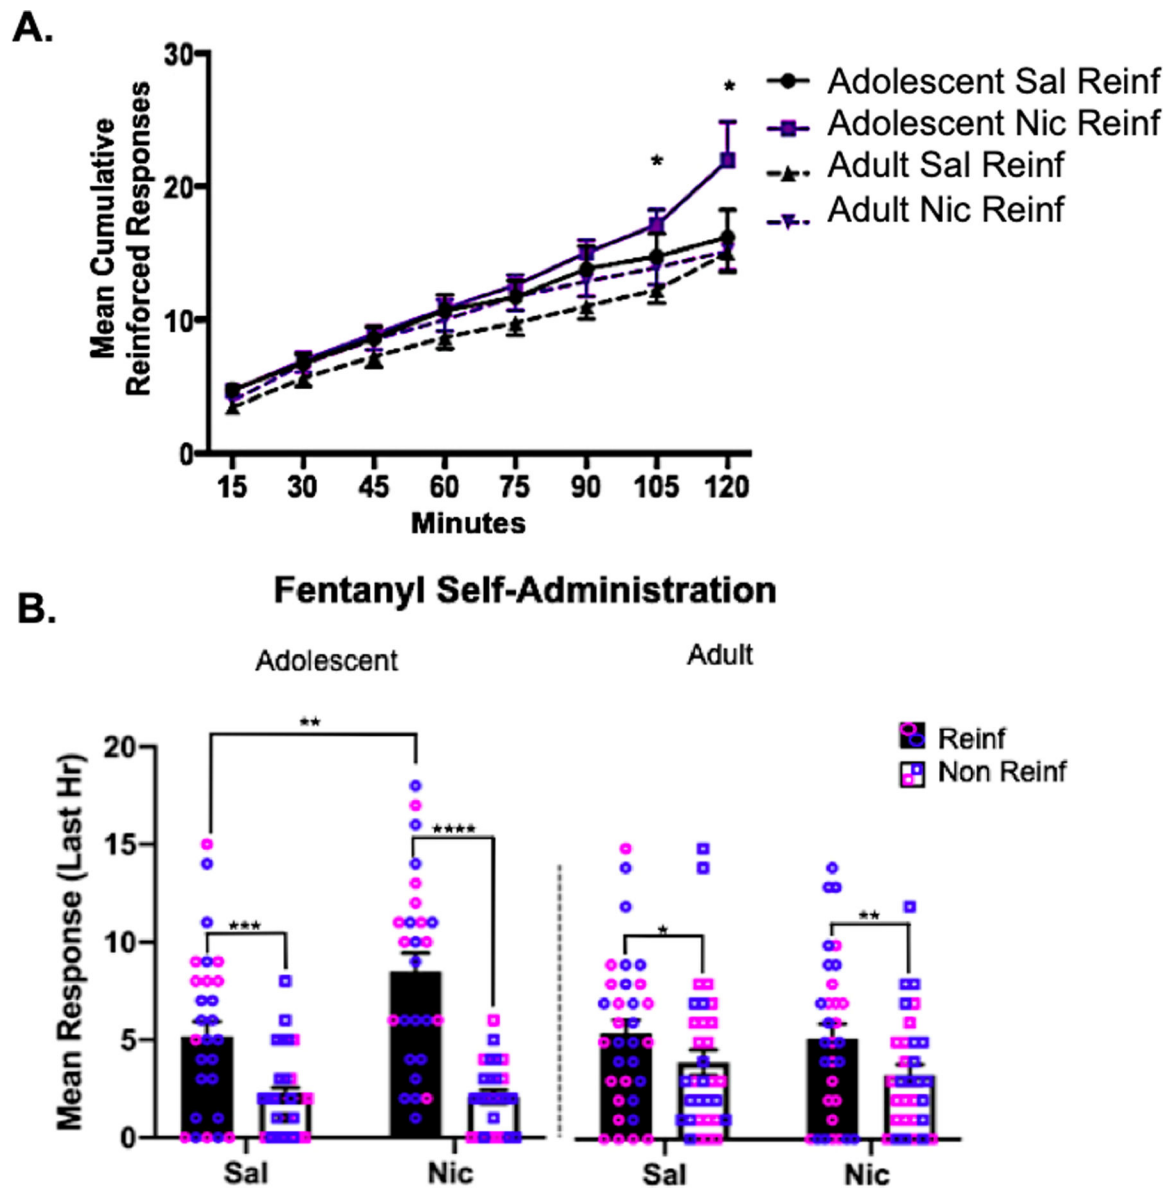 A.
30
20
10
0
Mean Cumulative
Reinforced Responses
*
*
Adolescent Sal Reinf
Adolescent Nic Reinf
Adult Sal Reinf
Adult Nic Reinf
15 30 45 60 75 90 105 120
Minutes
B.
Fentanyl Self-Administration
Adolescent
Adult
Mean Response (Last Hr)
20
15
10
5
0
**
***
****
*
**
Reinf
Non Reinf
Sal Nic Sal Nic